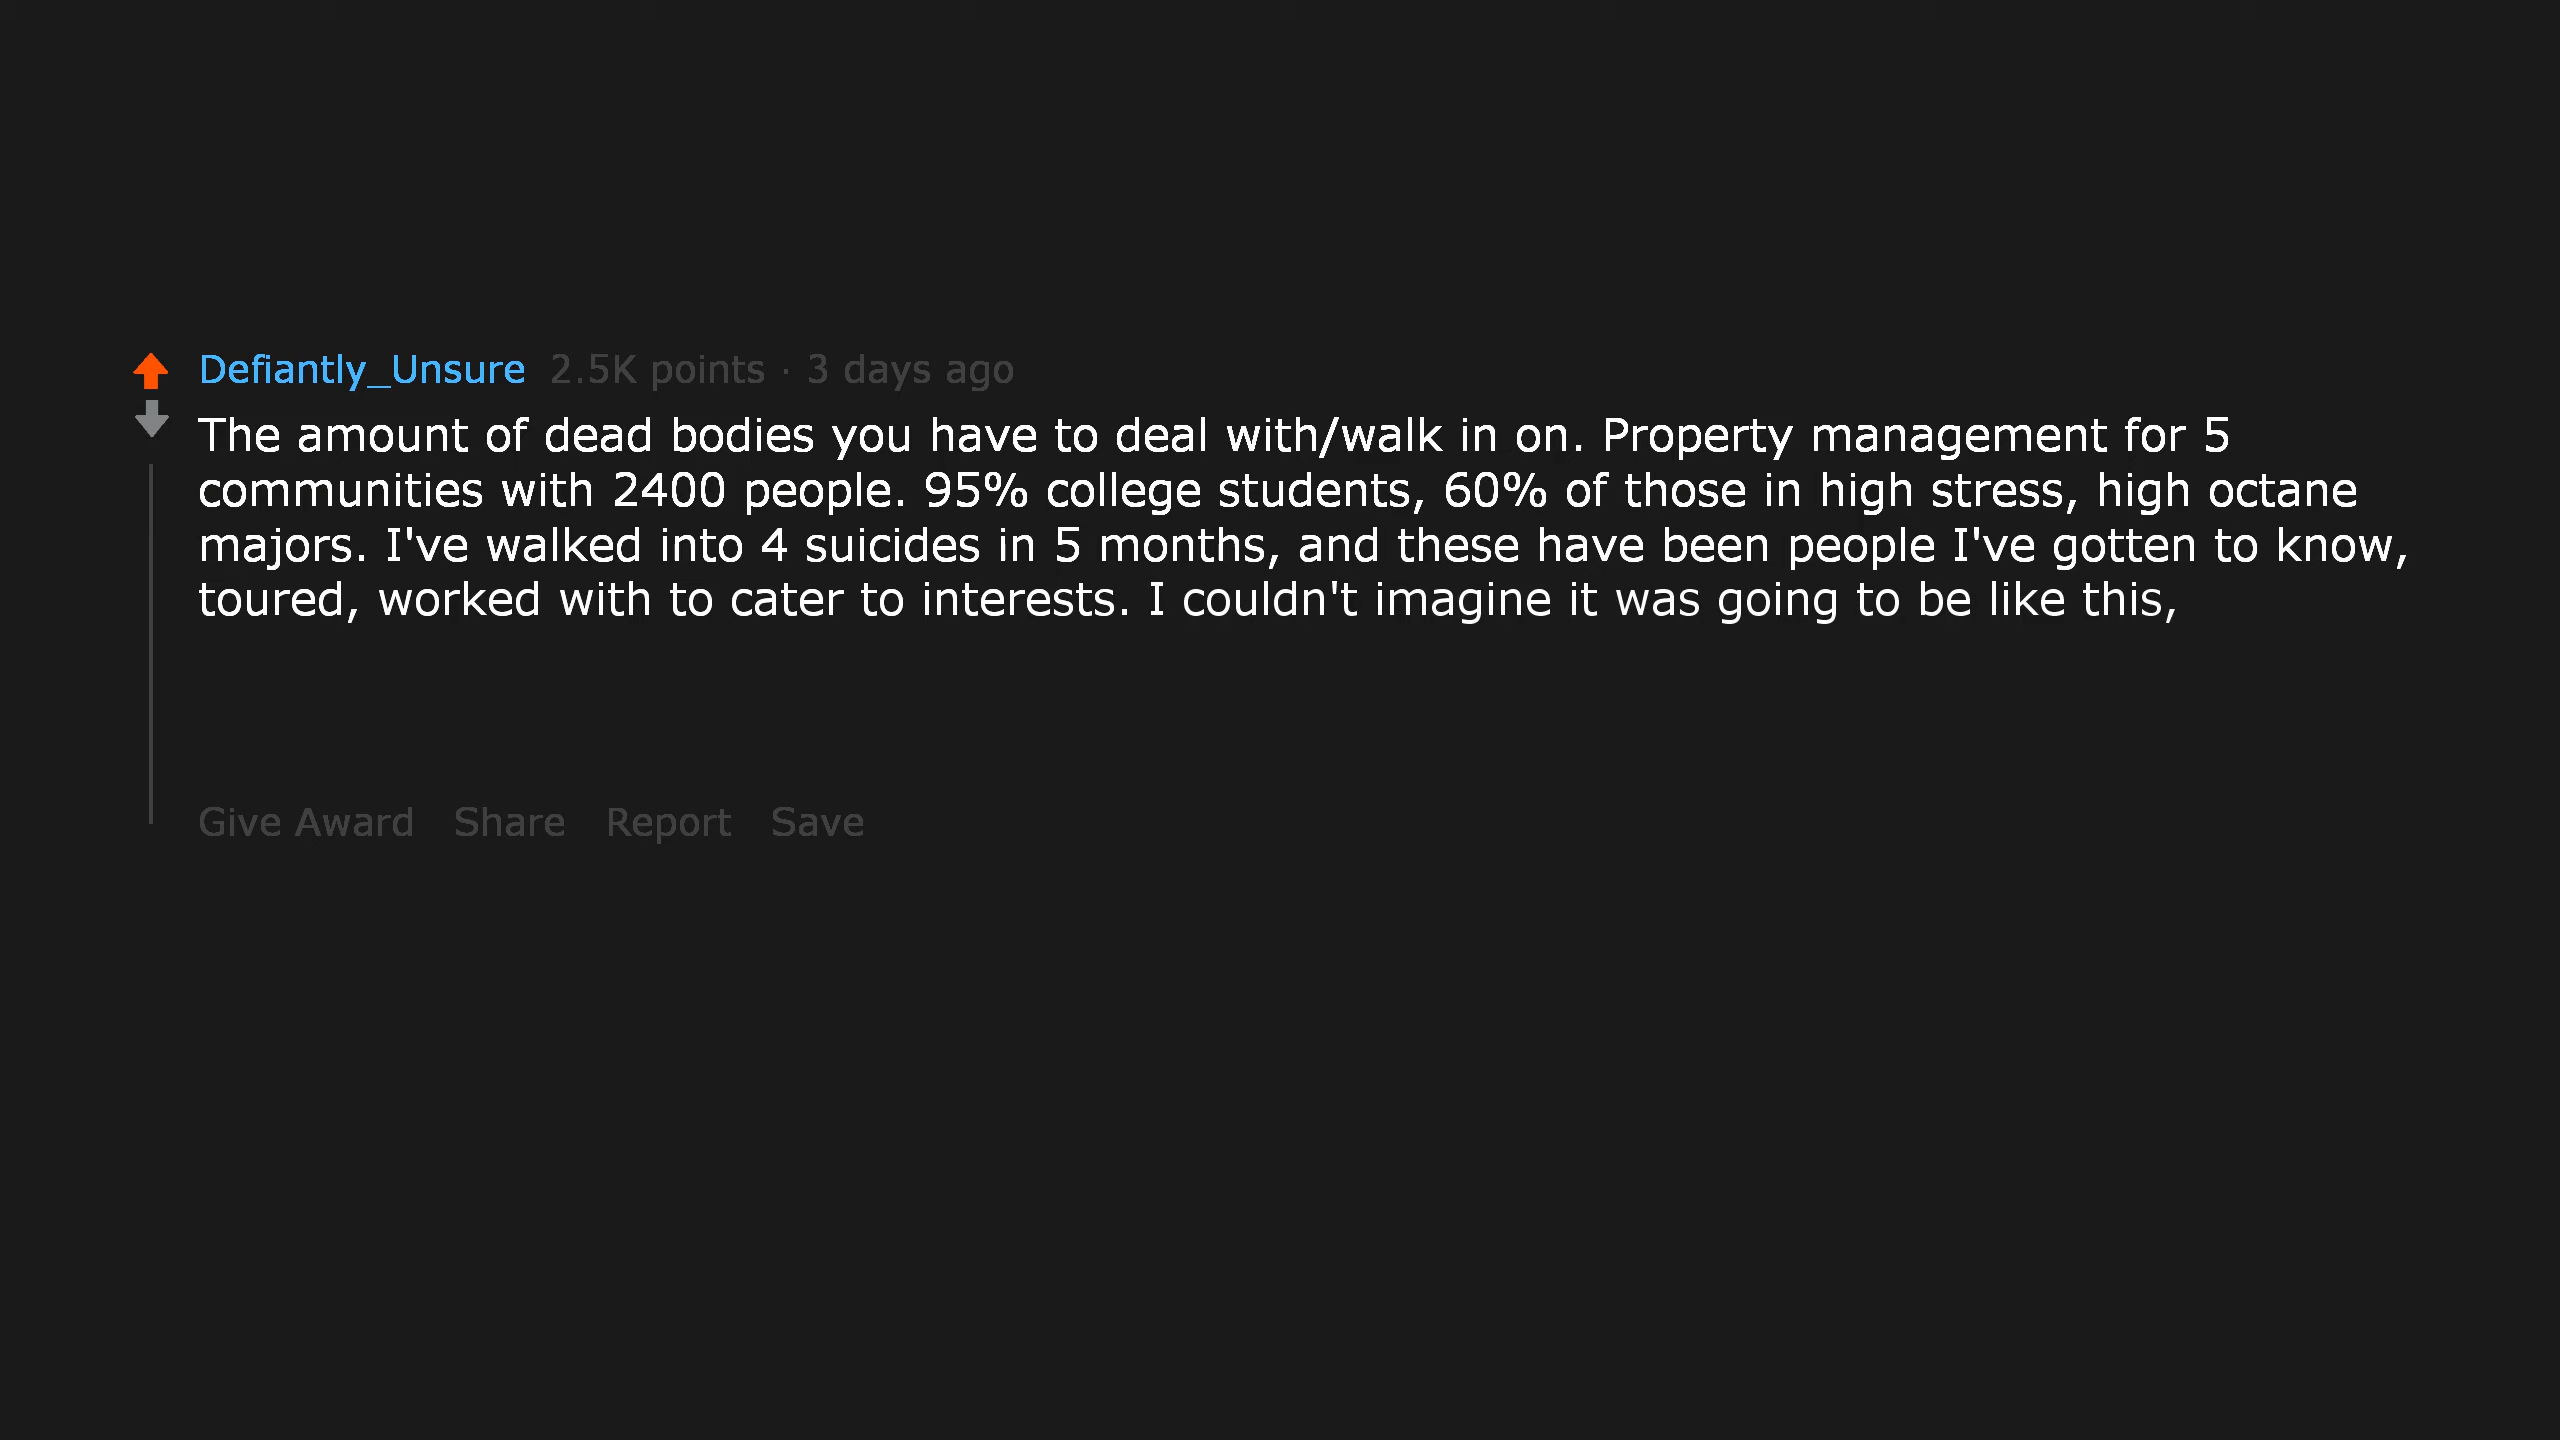 Defiantly_Unsure 2.5K points · 3 days ago
The amount of dead bodies you have to deal with/walk in on. Property management for 5
communities with 2400 people. 95% college students, 60% of those in high stress, high octane
majors. I've walked into 4 suicides in 5 months, and these have been people I've gotten to know,
toured, worked with to cater to interests. I couldn't imagine it was going to be like this,
Give Award Share Report Save